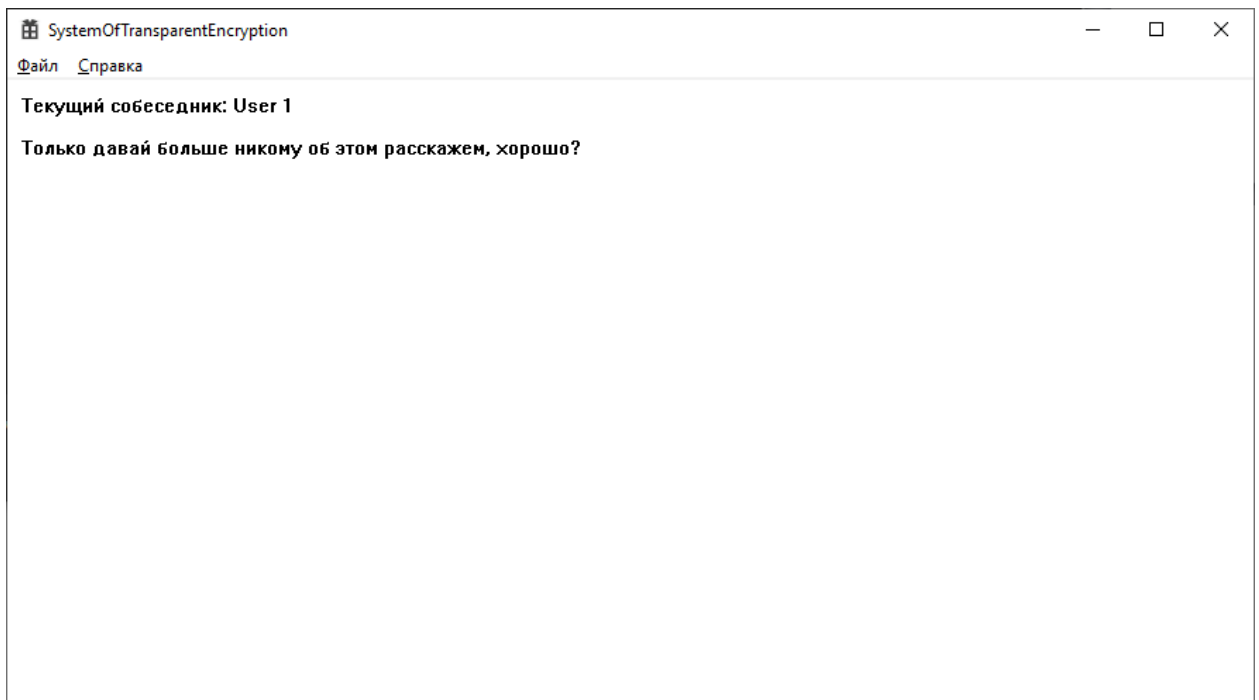 SystemOfTransparentEncryption
Файл Справка
Текущий собеседник: User 1
Только давай больше никому об этом расскажем, хорошо?